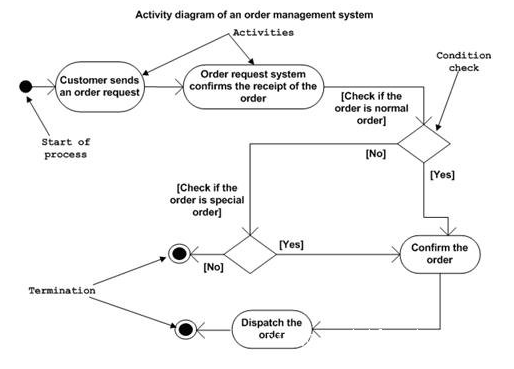 Activity diagram of an order management system
Activities
Condition
check
Customer sends
an order request
Order request system
confirms the receipt of the
order
[Check if the
order is normal
order]
Start of
process
[No]
[Yes]
[Check if the
order is special
order]
[Yes]
Confirm the
order
[No]
Termination
Dispatch the
order